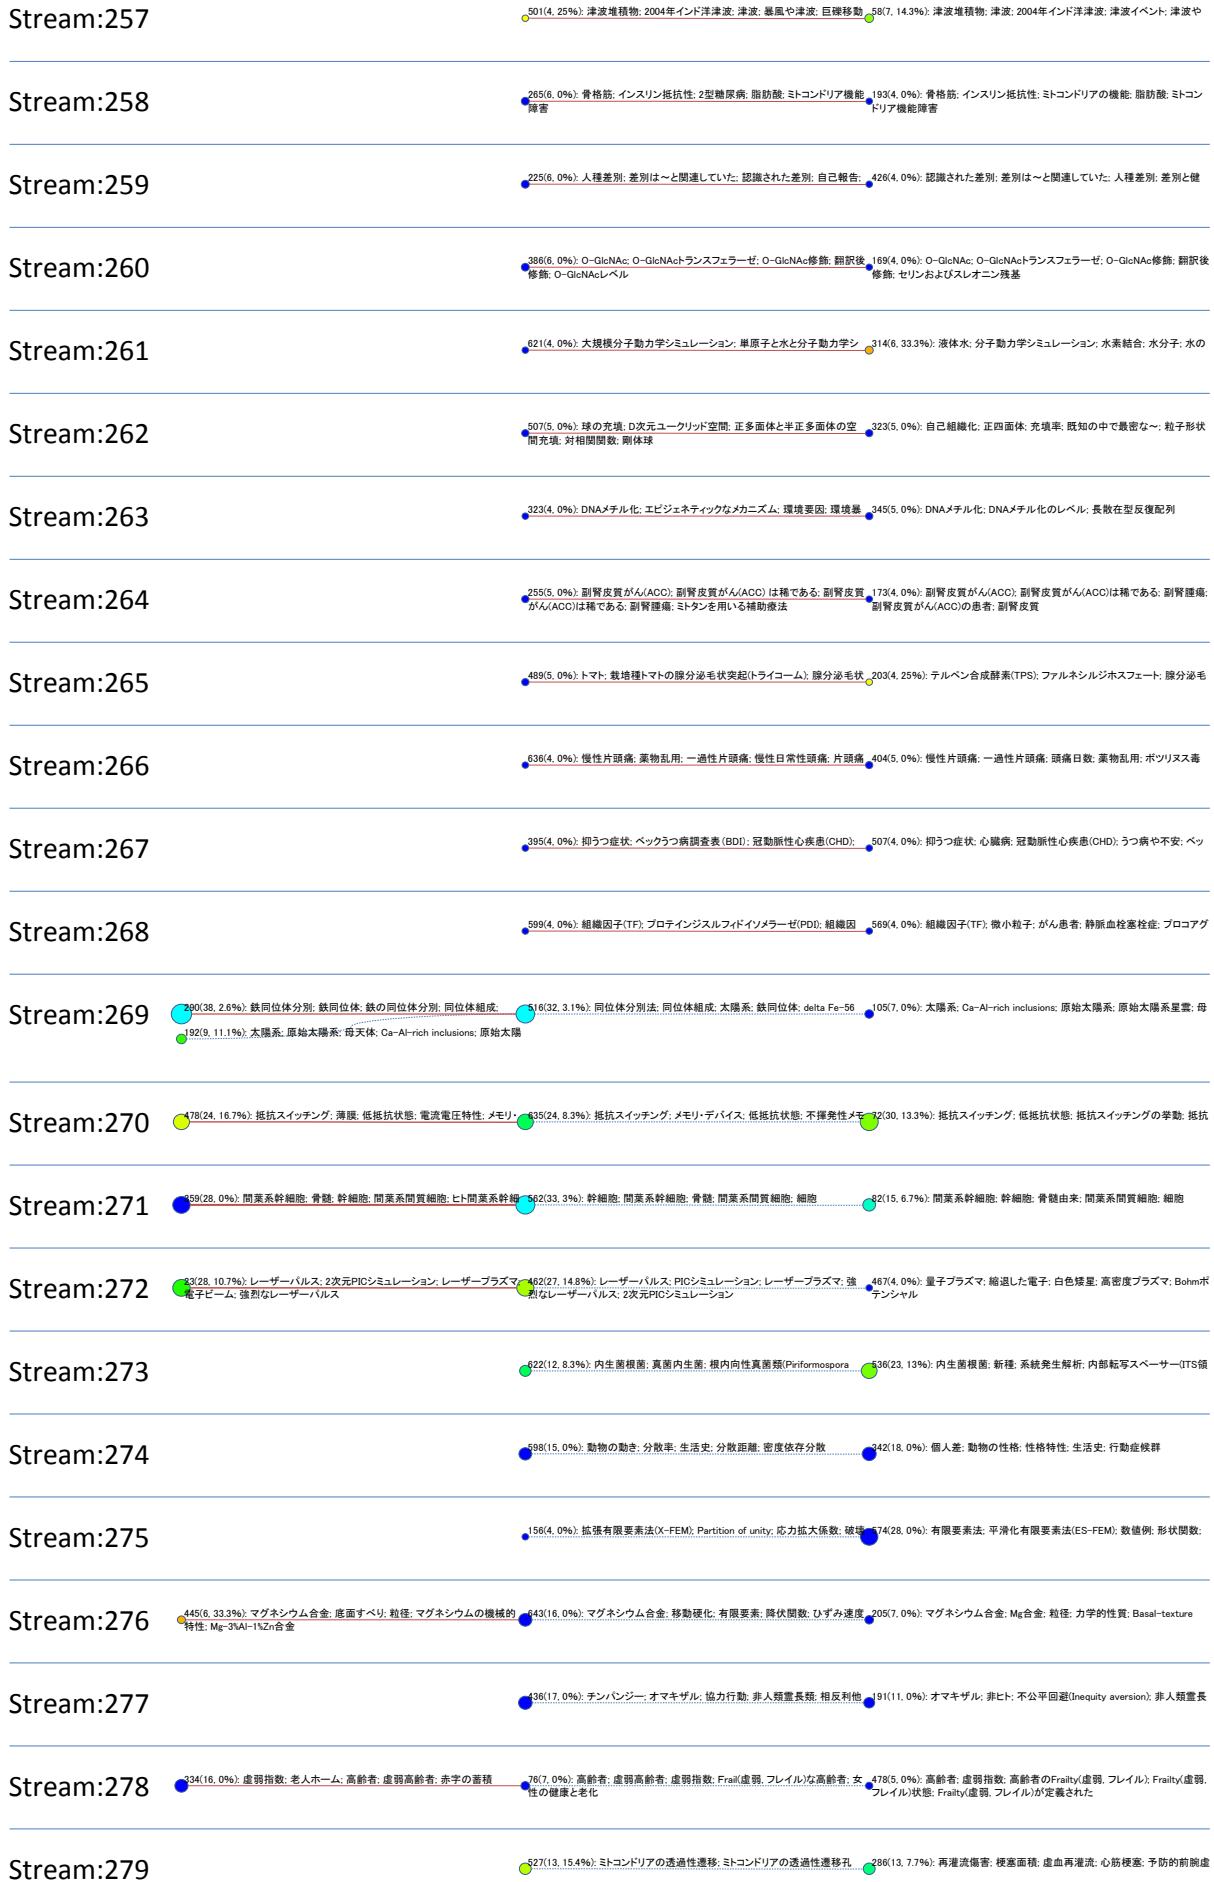 Stream:257
501(4, 25%): 津波堆積物; 2004年インド洋津波; 津波; 暴風や津波; 巨礫移動
58(7, 14.3%): 津波堆積物; 津波; 2004年インド洋津波; 津波イベント; 津波や
Stream:258
265(6, 0%): 骨格筋; インスリン抵抗性; 2型糖尿病; 脂肪酸; ミトコンドリア機能
障害
193(4, 0%): 骨格筋; インスリン抵抗性; ミトコンドリアの機能; 脂肪酸; ミトコン
ドリア機能障害
Stream:259
225(6, 0%): 人種差別; 差別は～と関連していた; 認識された差別; 自己報告;
426(4, 0%): 認識された差別; 差別は～と関連していた; 人種差別; 差別と健
Stream:260
386(6, 0%): O-GlcNAc; O-GlcNAcトランスフェラーゼ; O-GlcNAc修飾; 翻訳後
修飾; O-GlcNAcレベル
169(4, 0%): O-GlcNAc; O-GlcNAcトランスフェラーゼ; O-GlcNAc修飾; 翻訳後
修飾; セリンおよびスレオニン残基
Stream:261
621(4, 0%): 大規模分子動力学シミュレーション; 単原子と水と分子動力学シ
314(6, 33.3%): 液体水; 分子動力学シミュレーション; 水素結合; 水分子; 水の
Stream:262
507(5, 0%): 球の充填; D次元ユークリッド空間; 正多面体と半正多面体の空
間充填; 対相関関数; 剛体球
323(5, 0%): 自己組織化; 正四面体; 充填率; 既知の中で最密な～; 粒子形状
Stream:263
323(4, 0%): DNAメチル化; エピジェネティックなメカニズム; 環境要因; 環境暴
345(5, 0%): DNAメチル化; DNAメチル化のレベル; 長散在型反復配列
Stream:264
255(5, 0%): 副腎皮質がん(ACC); 副腎皮質がん(ACC) は稀である; 副腎皮質
がん(ACC)は稀である; 副腎腫瘍; ミトタンを用いる補助療法
173(4, 0%): 副腎皮質がん(ACC); 副腎皮質がん(ACC)は稀である; 副腎腫瘍;
副腎皮質がん(ACC)の患者; 副腎皮質
Stream:265
489(5, 0%): トマト; 栽培種トマトの腺分泌毛状突起(トライコーム); 腺分泌毛状
203(4, 25%): テルペン合成酵素(TPS); ファルネシルジホスフェート; 腺分泌毛
Stream:266
636(4, 0%): 慢性片頭痛; 薬物乱用; 一過性片頭痛; 慢性日常性頭痛; 片頭痛
404(5, 0%): 慢性片頭痛; 一過性片頭痛; 頭痛日数; 薬物乱用; ボツリヌス毒
Stream:267
395(4, 0%): 抑うつ症状; ベックうつ病調査表(BDI); 冠動脈性心疾患(CHD);
507(4, 0%): 抑うつ症状; 心臓病; 冠動脈性心疾患(CHD); うつ病や不安; ベッ
Stream:268
599(4, 0%): 組織因子(TF); プロテインジスルフィドイソメラーゼ(PDI); 組織因
569(4, 0%): 組織因子(TF); 微小粒子; がん患者; 静脈血栓塞栓症; プロコアグ
Stream:269
290(38, 2.6%): 鉄同位体分別; 鉄同位体; 鉄の同位体分別; 同位体組成;
516(32, 3.1%): 同位体分別法; 同位体組成; 太陽系; 鉄同位体; delta Fe-56
105(7, 0%): 太陽系; Ca-Al-rich inclusions; 原始太陽系; 原始太陽系星雲; 母
192(9, 11.1%): 太陽系; 原始太陽系; 母天体; Ca-Al-rich inclusions; 原始太陽
Stream:270
478(24, 16.7%): 抵抗スイッチング; 薄膜; 低抵抗状態; 電流電圧特性; メモリ・
635(24, 8.3%): 抵抗スイッチング; メモリ・デバイス; 低抵抗状態; 不揮発性メモ
72(30, 13.3%): 抵抗スイッチング; 低抵抗状態; 抵抗スイッチングの挙動; 抵抗
Stream:271
359(28, 0%): 間葉系幹細胞; 骨髄; 幹細胞; 間葉系間質細胞; ヒト間葉系幹細
562(33, 3%): 幹細胞; 間葉系幹細胞; 骨髄; 間葉系間質細胞; 細胞
82(15, 6.7%): 間葉系幹細胞; 幹細胞; 骨髄由来; 間葉系間質細胞; 細胞
Stream:272
23(28, 10.7%): レーザーパルス; 2次元PICシミュレーション; レーザープラズマ;
電子ビーム; 強烈なレーザーパルス
462(27, 14.8%): レーザーパルス; PICシミュレーション; レーザープラズマ; 強
烈なレーザーパルス; 2次元PICシミュレーション
467(4, 0%): 量子プラズマ; 縮退した電子; 白色矮星; 高密度プラズマ; Bohmポ
テンシャル
Stream:273
622(12, 8.3%): 内生菌根菌; 真菌内生菌; 根内向性真菌類(Piriformospora
536(23, 13%): 内生菌根菌; 新種; 系統発生解析; 内部転写スペーサー(ITS領
Stream:274
598(15, 0%): 動物の動き; 分散率; 生活史; 分散距離; 密度依存分散
342(18, 0%): 個人差; 動物の性格; 性格特性; 生活史; 行動症候群
Stream:275
156(4, 0%): 拡張有限要素法(X-FEM); Partition of unity; 応力拡大係数; 破壊
574(28, 0%): 有限要素法; 平滑化有限要素法(ES-FEM); 数値例; 形状関数;
Stream:276
445(6, 33.3%): マグネシウム合金; 底面すべり; 粒径; マグネシウムの機械的
特性; Mg-3%Al-1%Zn合金
643(16, 0%): マグネシウム合金; 移動硬化; 有限要素; 降伏関数; ひずみ速度
205(7, 0%): マグネシウム合金; Mg合金; 粒径; 力学的性質; Basal-texture
Stream:277
436(17, 0%): チンパンジー; オマキザル; 協力行動; 非人類霊長類; 相反利他
191(11, 0%): オマキザル; 非ヒト; 不公平回避(Inequity aversion); 非人類霊長
Stream:278
334(16, 0%): 虚弱指数; 老人ホーム; 高齢者; 虚弱高齢者; 赤字の蓄積
76(7, 0%): 高齢者; 虚弱高齢者; 虚弱指数; Frail(虚弱, フレイル)な高齢者; 女
性の健康と老化
478(5, 0%): 高齢者; 虚弱指数; 高齢者のFrailty(虚弱, フレイル); Frailty(虚弱,
フレイル)状態; Frailty(虚弱, フレイル)が定義された
Stream:279
527(13, 15.4%): ミトコンドリアの透過性遷移; ミトコンドリアの透過性遷移孔
286(13, 7.7%): 再灌流傷害; 梗塞面積; 虚血再灌流; 心筋梗塞; 予防的前腕虚